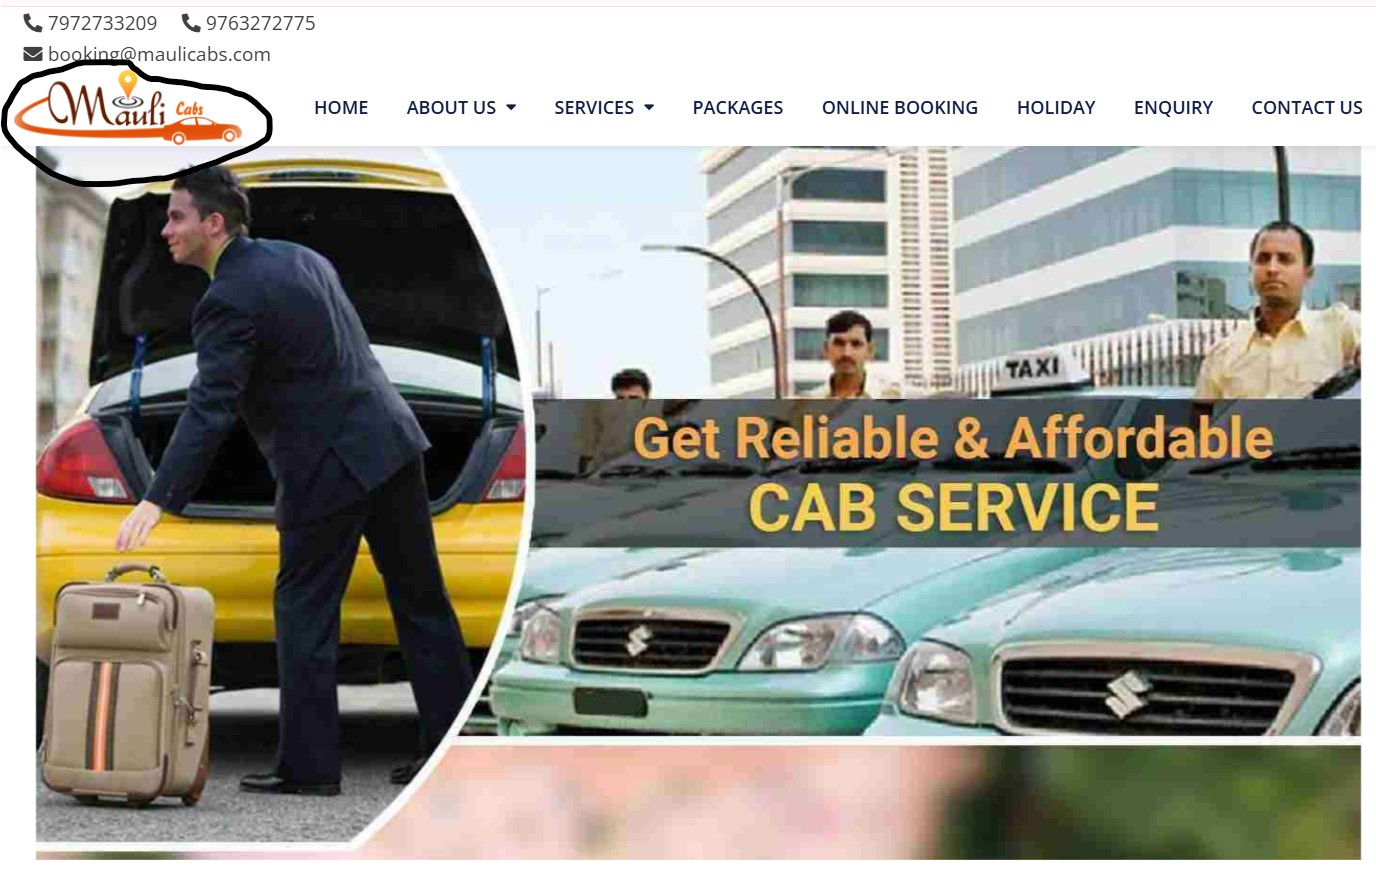 7972733209 9763272775
booking@maulicabs.com
Mauli Cabs
HOME ABOUT US SERVICES PACKAGES ONLINE BOOKING HOLIDAY ENQUIRY CONTACT US
TAXI
Get Reliable & Affordable
CAB SERVICE